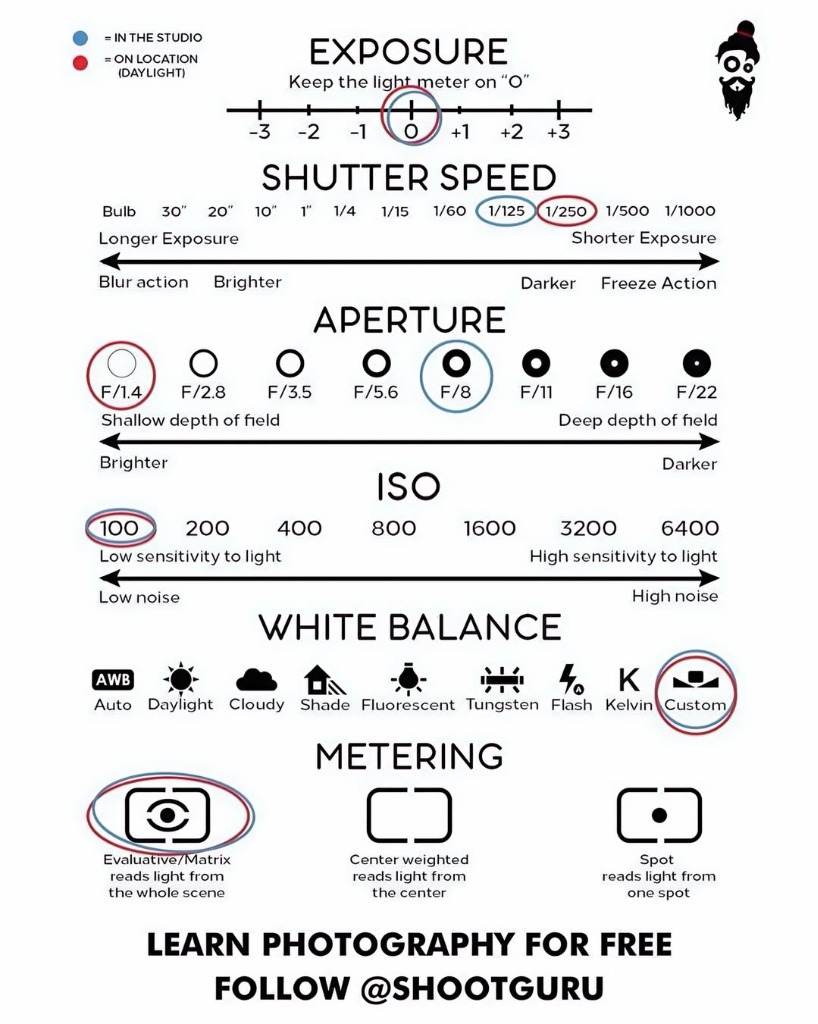 = IN THE STUDIO
= ON LOCATION
(DAYLIGHT)
EXPOSURE
Keep the light meter on “O”
-3 -2 -1 0 +1 +2 +3
SHUTTER SPEED
Bulb 30” 20” 10” 1” 1/4 1/15 1/60 1/125 1/250 1/500 1/1000
Longer Exposure Shorter Exposure
Blur action Brighter Darker Freeze Action
APERTURE
F/1.4 F/2.8 F/3.5 F/5.6 F/8 F/11 F/16 F/22
Shallow depth of field Deep depth of field
Brighter Darker
ISO
100 200 400 800 1600 3200 6400
Low sensitivity to light High sensitivity to light
Low noise High noise
WHITE BALANCE
AWB K
A
Auto Daylight Cloudy Shade Fluorescent Tungsten Flash Kelvin Custom
METERING
Evaluative/Matrix
reads light from
the whole scene
Center weighted
reads light from
the center
Spot
reads light from
one spot
LEARN PHOTOGRAPHY FOR FREE
FOLLOW @SHOOTGURU